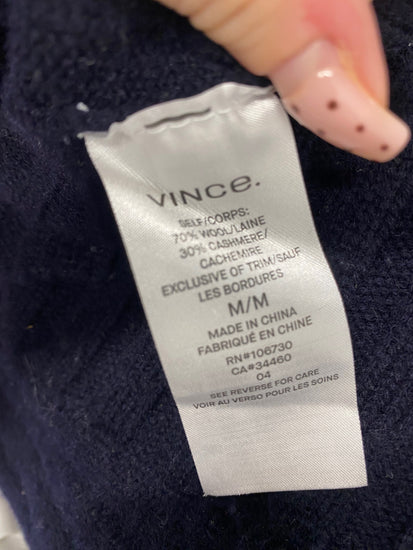 VINCe.
SELF/CORPS:
70% WOOL/LAINE
30% CASHMERE/
CACHEMIRE
EXCLUSIVE OF TRIM/SAUF
LES BORDURES
M/M
MADE IN CHINA
FABRIQUÉ EN CHINE
RN#106730
CA#34460
04
SEE REVERSE FOR CARE
VOIR AU VERSO POUR LES SOINS